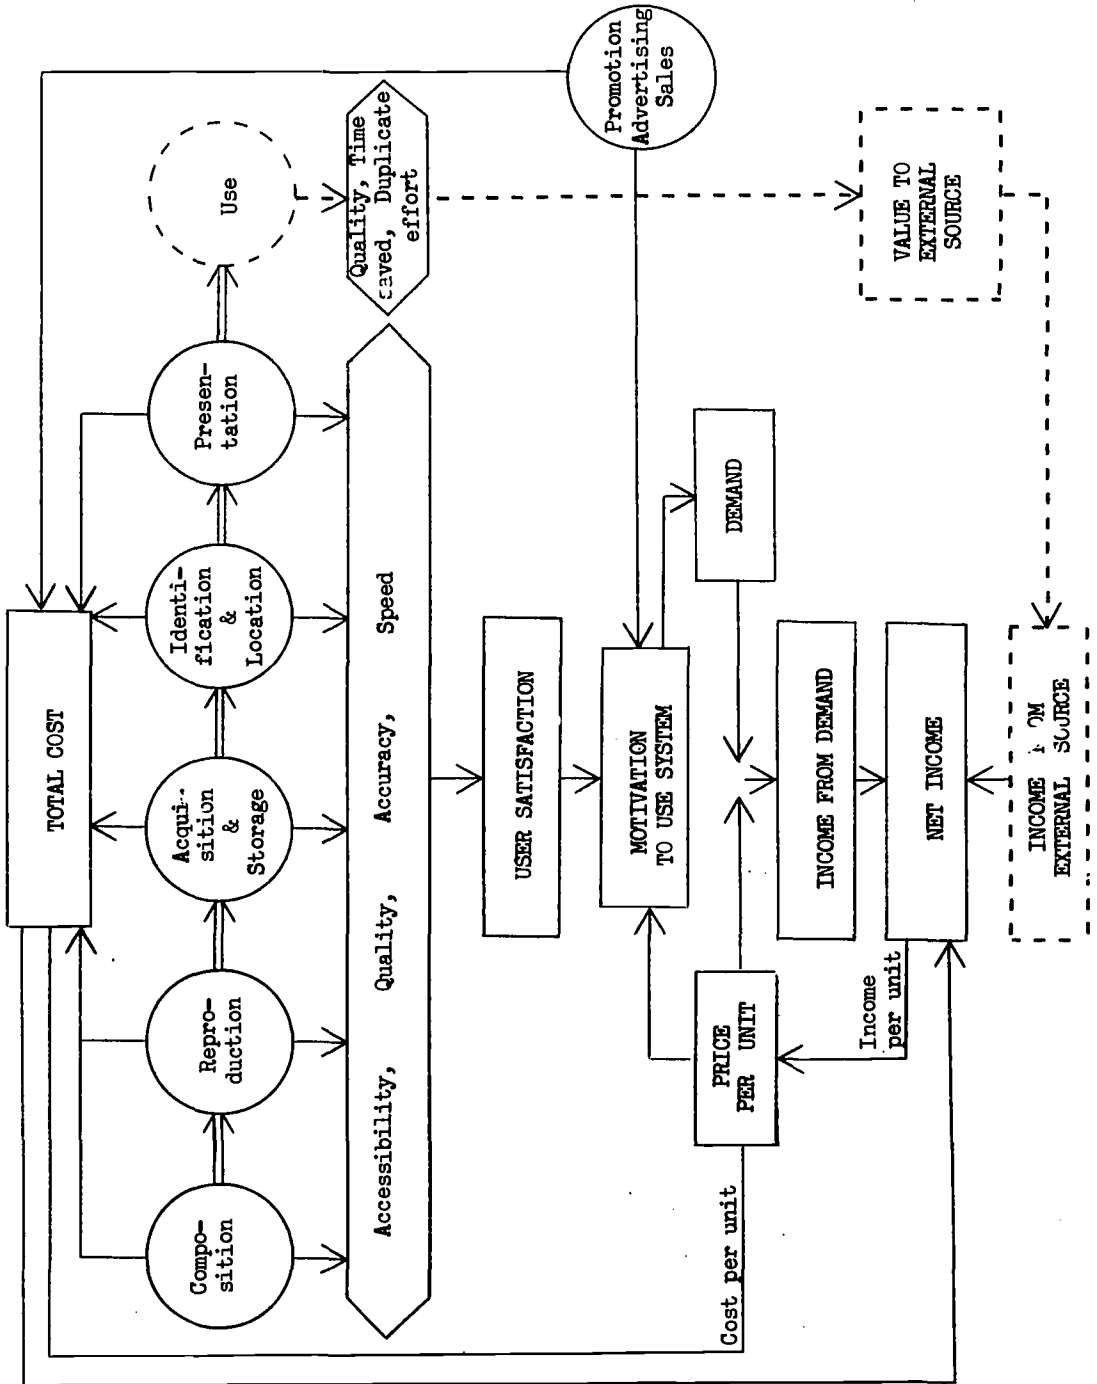 TOTAL COST
Compo-
sition
Repro-
duction
Acqui-
sition
&
Storage
Identi-
fication
&
Location
Presen-
tation
Use
Accessibility, Quality, Accuracy, Speed
Quality, Time
saved, Duplicate
effort
Promotion
Advertising
Sales
USER SATISFACTION
MOTIVATION
TO USE SYSTEM
DEMAND
PRICE
PER UNIT
Cost per unit
INCOME FROM DEMAND
Income
per unit
NET INCOME
VALUE TO
EXTERNAL
SOURCE
INCOME FROM
EXTERNAL SOURCE